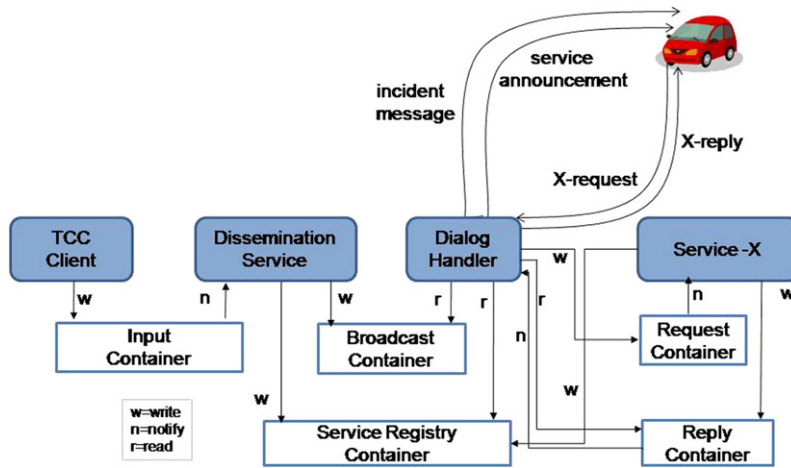 incident
message
service
announcement
X-reply
X-request
TCC
Client
Dissemination
Service
Dialog
Handler
Service -X
w
n
w
w
r
r
w
r
n
w
n
w
Input
Container
Broadcast
Container
Request
Container
w=write
n=notify
r=read
w
Service Registry
Container
Reply
Container